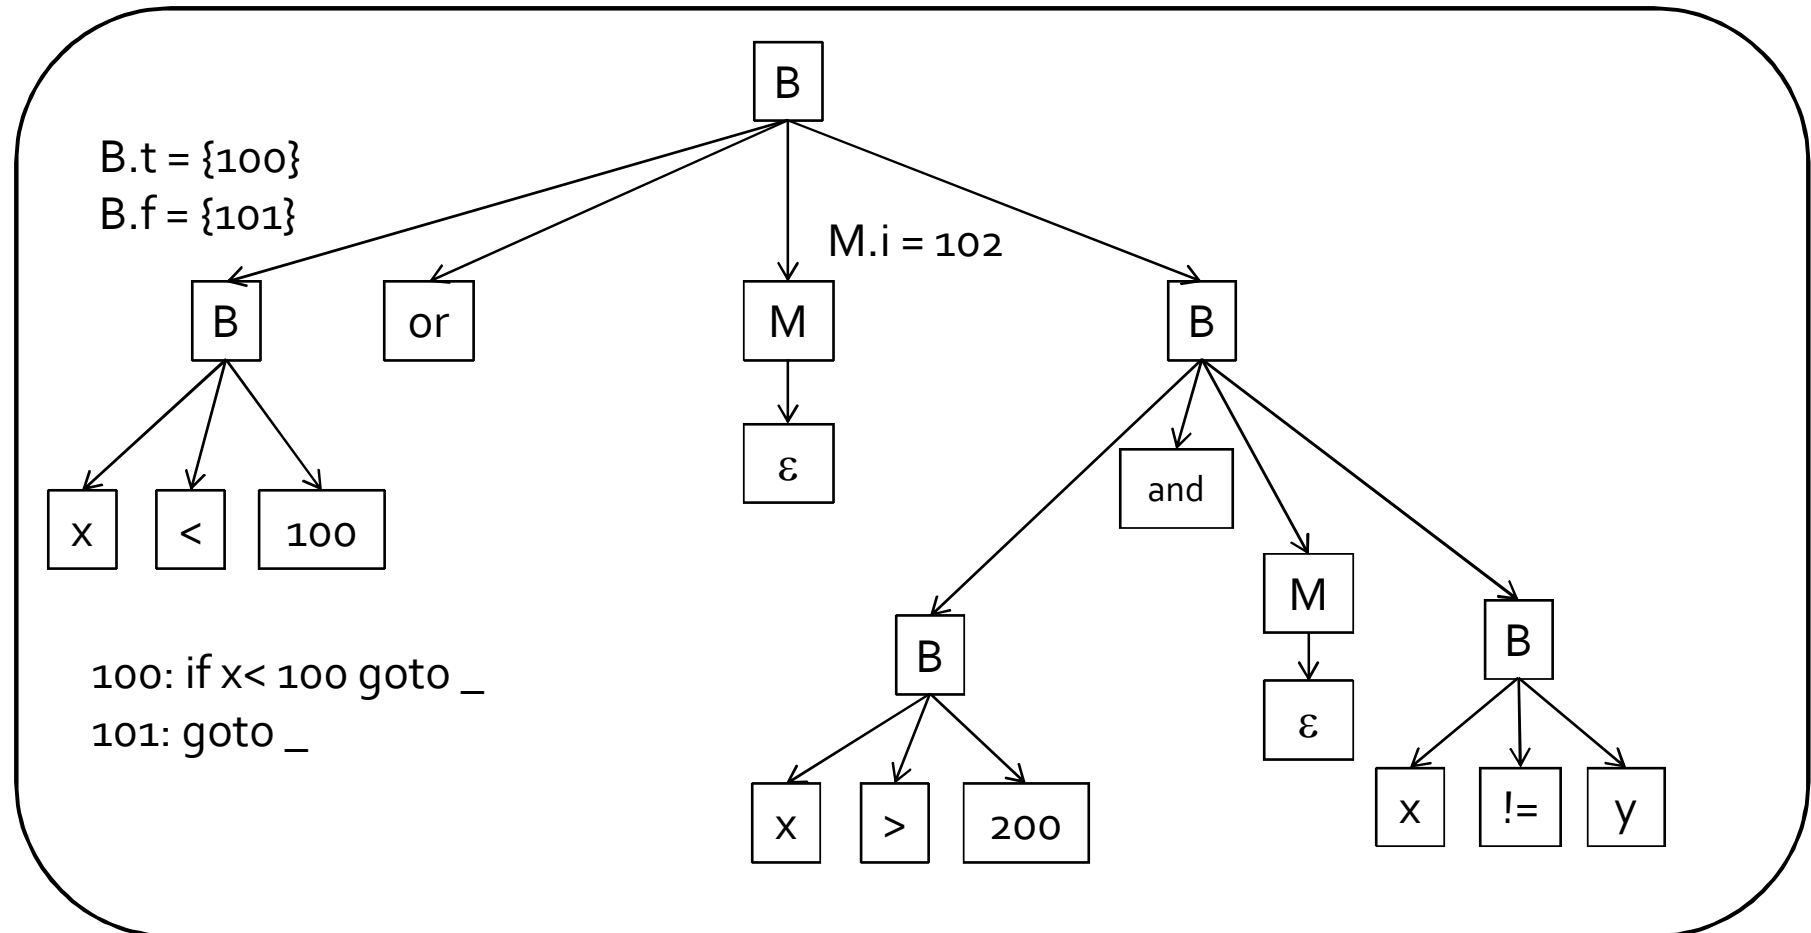 B
B.t = {100}
B.f = {101}
M.i = 102
B
or
M
B
ε
and
x
<
100
M
B
B
100: if x< 100 goto _
101: goto _
ε
x
>
200
x
!=
y